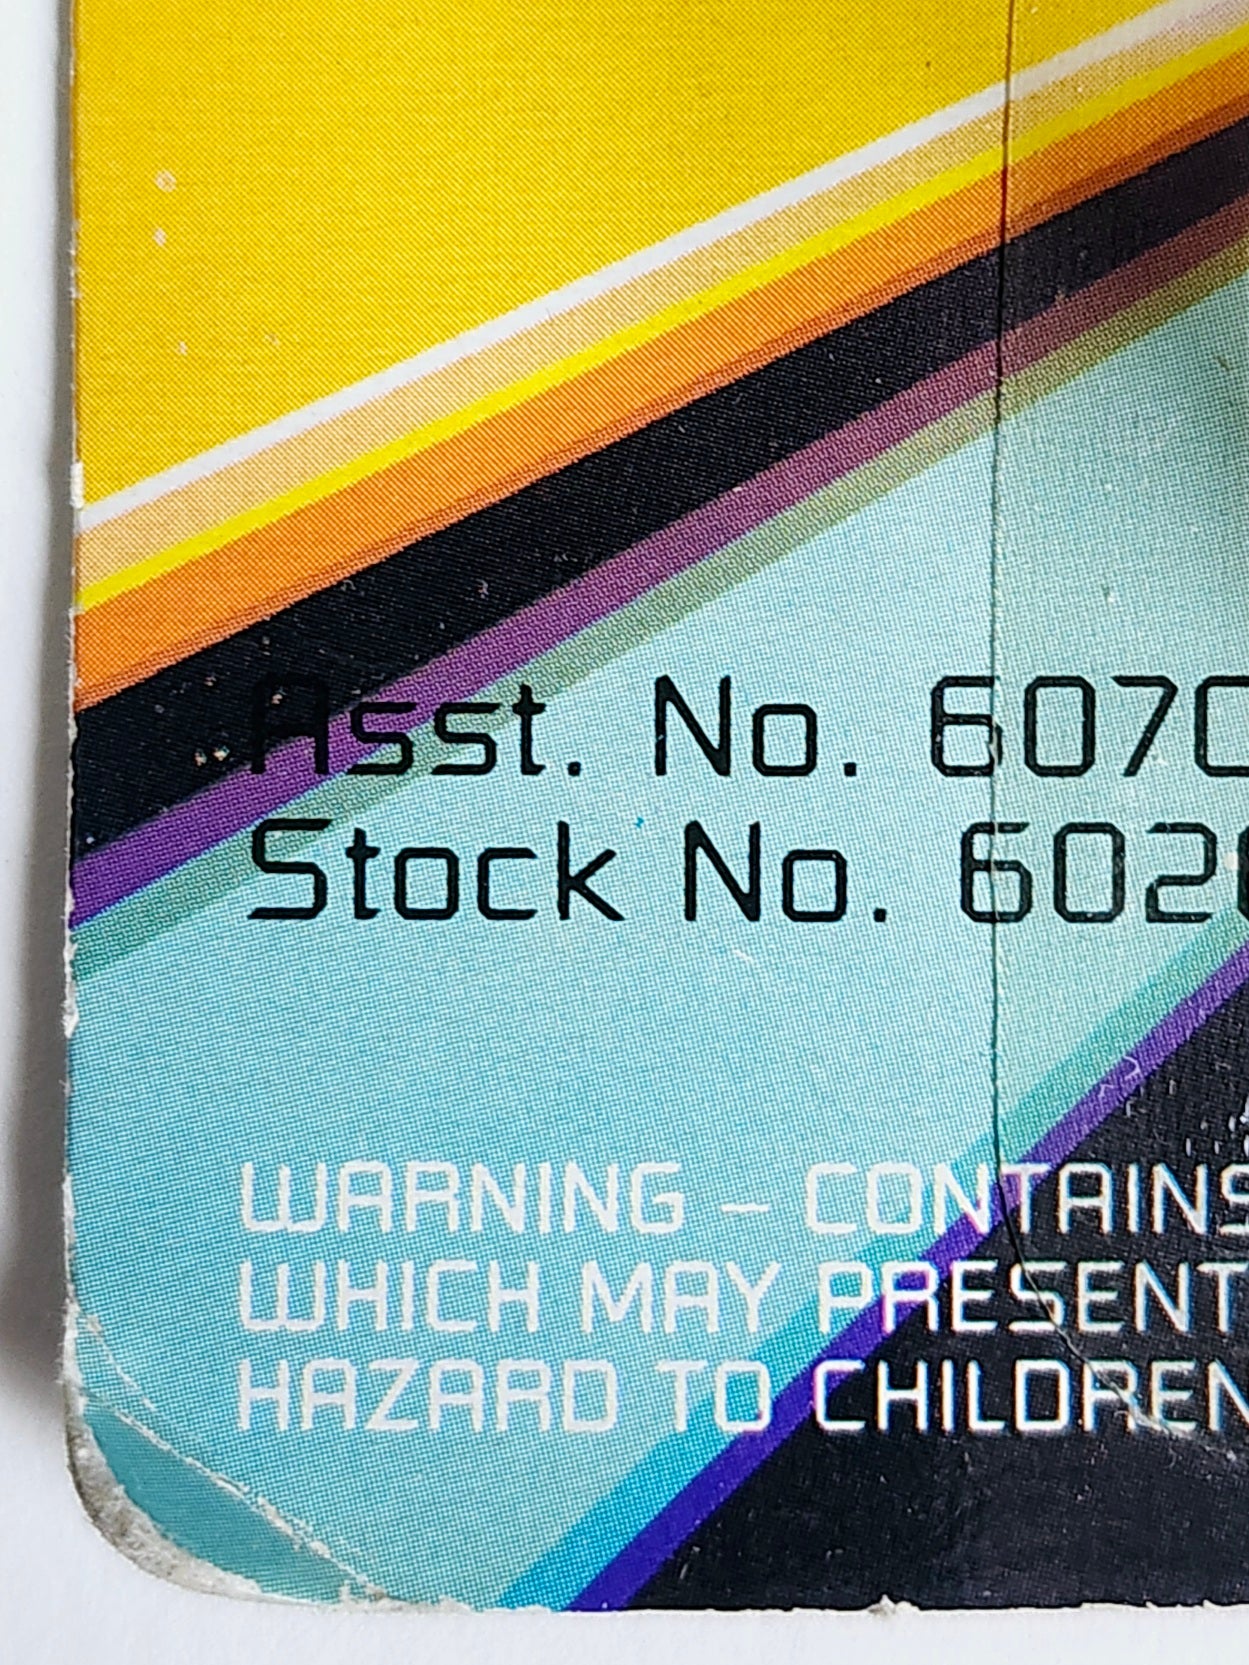 Asst. No. 6070
Stock No. 602
WARNING – CONTAINS
WHICH MAY PRESENT
HAZARD TO CHILDREN